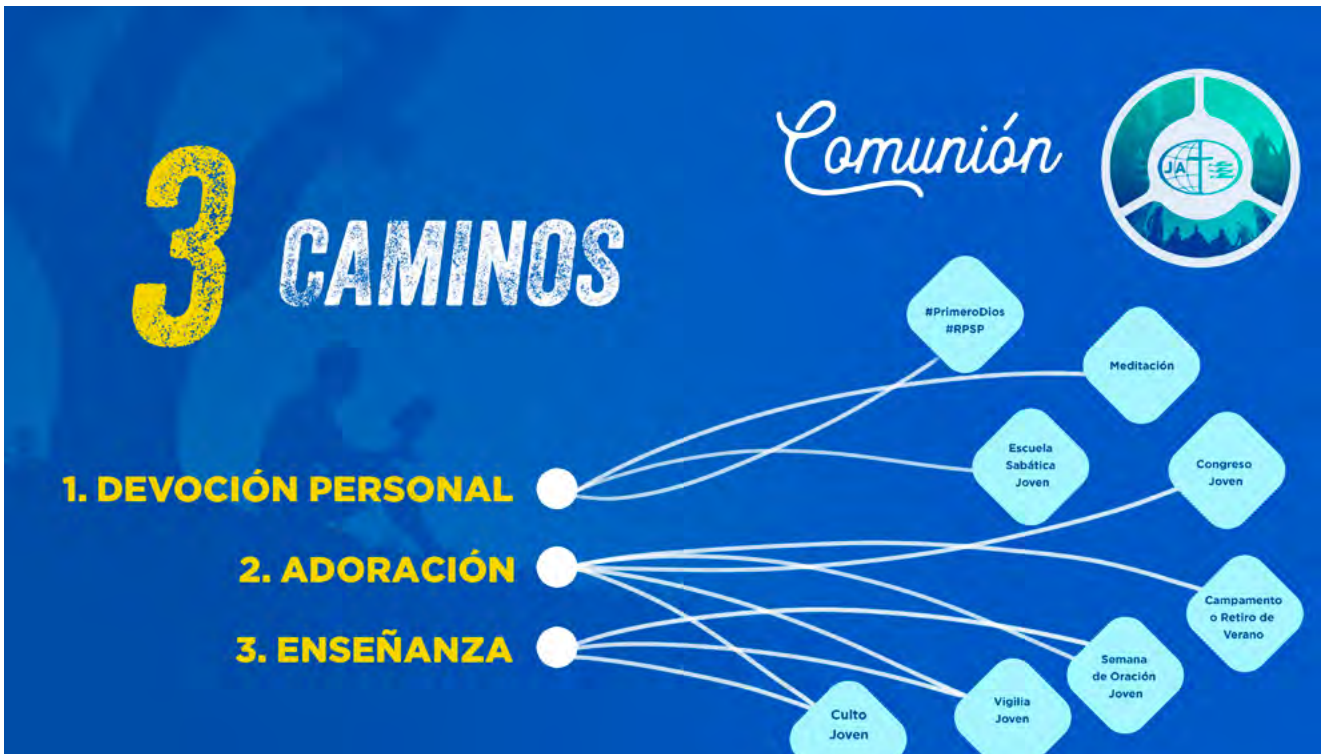 Comunión
JA
3 CAMINOS
#PrimeroDios
#RPSP
Meditación
Escuela
Sabática
Joven
Congreso
Joven
1. DEVOCIÓN PERSONAL
2. ADORACIÓN
3. ENSEÑANZA
Campamento
o Retiro de
Verano
Semana
de Oración
Joven
Vigilia
Joven
Culto
Joven